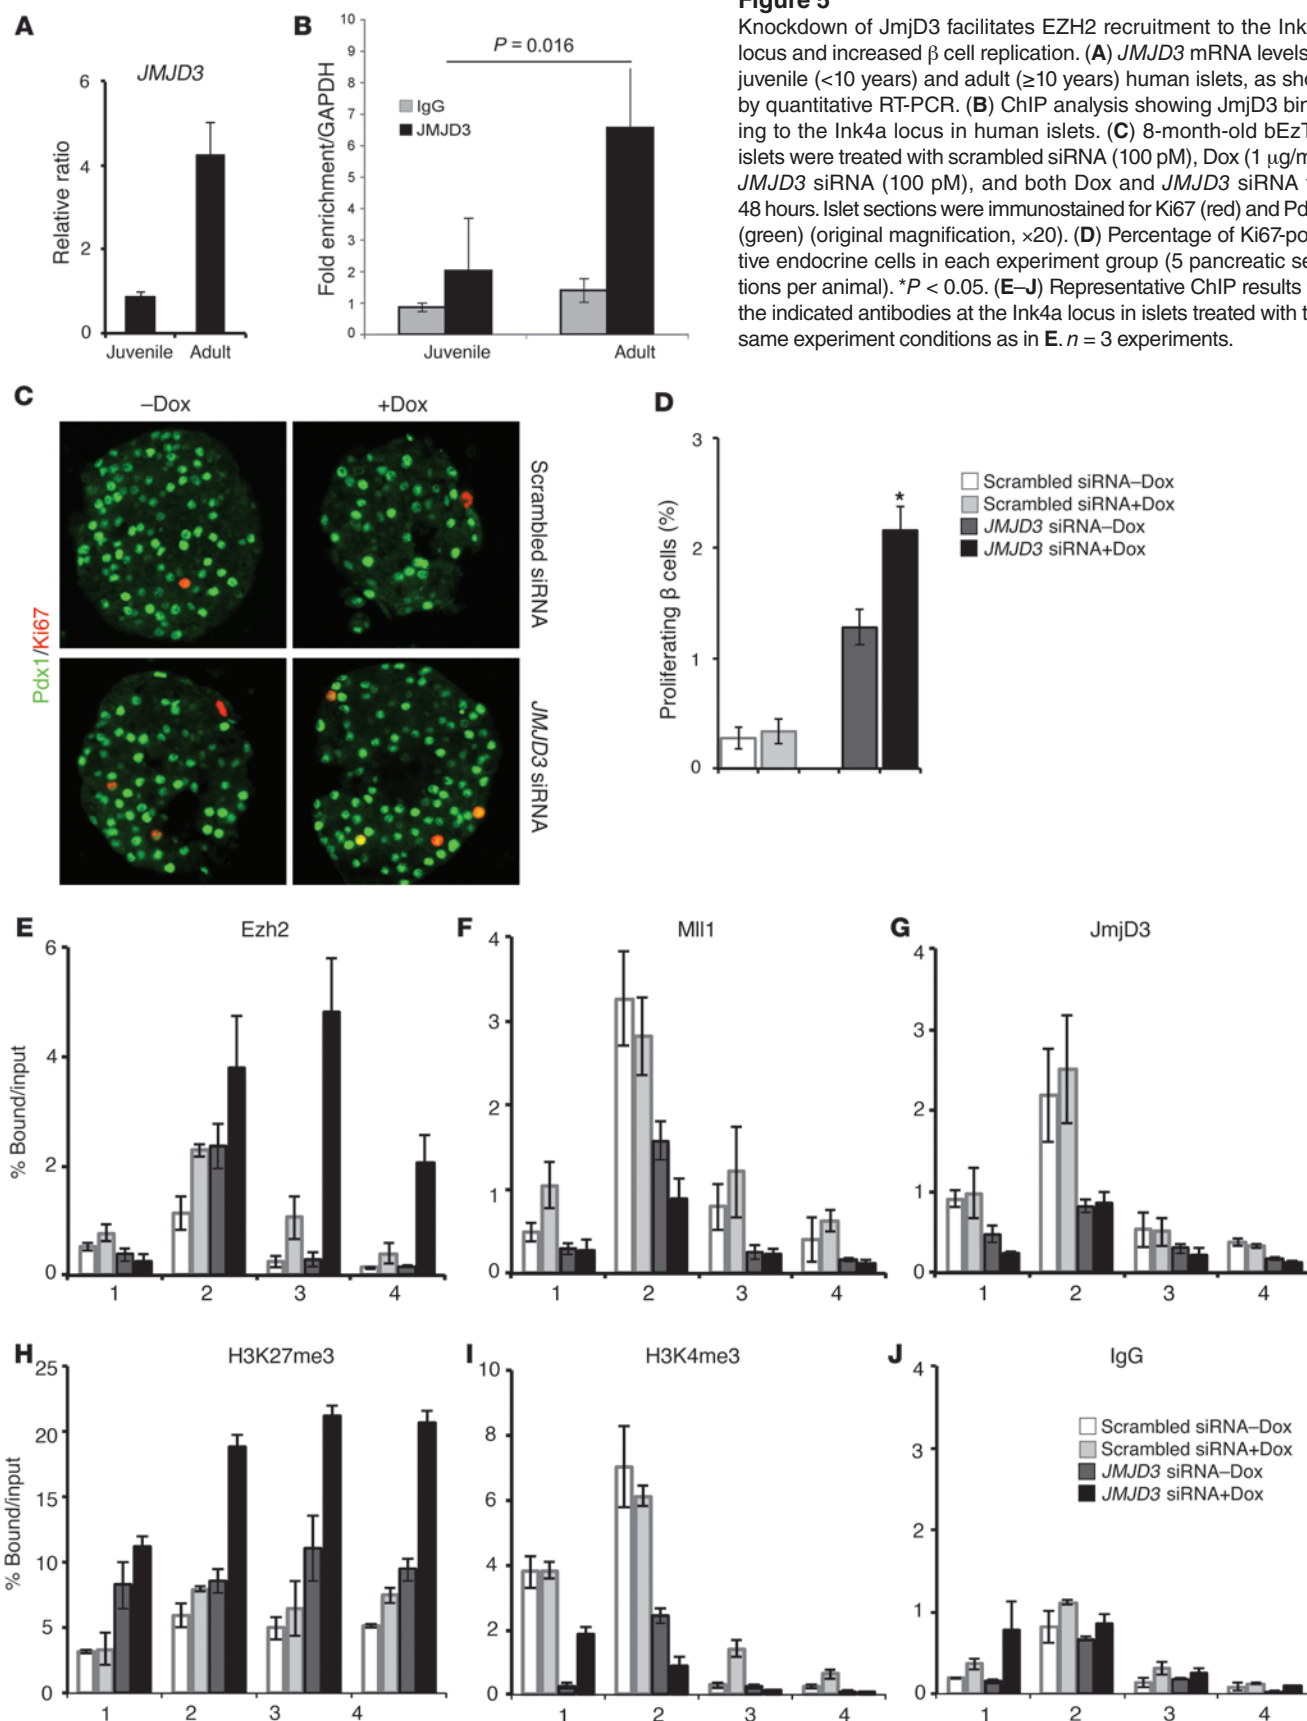 Figure 5
Knockdown of JmjD3 facilitates EZH2 recruitment to the Ink
locus and increased β cell replication. (A) JMJD3 mRNA levels
juvenile (<10 years) and adult (≥10 years) human islets, as sho
by quantitative RT-PCR. (B) ChIP analysis showing JmjD3 bin
ing to the Ink4a locus in human islets. (C) 8-month-old bEzT
islets were treated with scrambled siRNA (100 pM), Dox (1 μg/m
JMJD3 siRNA (100 pM), and both Dox and JMJD3 siRNA
48 hours. Islet sections were immunostained for Ki67 (red) and Pd
(green) (original magnification, ×20). (D) Percentage of Ki67-po
tive endocrine cells in each experiment group (5 pancreatic se
tions per animal). *P < 0.05. (E–J) Representative ChIP results
the indicated antibodies at the Ink4a locus in islets treated with t
same experiment conditions as in E. n = 3 experiments.
A
JMJD3
Relative ratio
6
4
2
0
Juvenile Adult
B
Fold enrichment/GAPDH
10
9
8
7
6
5
4
3
2
1
0
P = 0.016
IgG
JMJD3
Juvenile Adult
C
–Dox +Dox
Scrambled siRNA
JMJD3 siRNA
Pdx1/Ki67
D
Proliferating β cells (%)
3
2
1
0
*
Scrambled siRNA–Dox
Scrambled siRNA+Dox
JMJD3 siRNA–Dox
JMJD3 siRNA+Dox
E
Ezh2
% Bound/input
6
4
2
0
1 2 3 4
F
Mll1
4
3
2
1
0
1 2 3 4
G
JmjD3
4
3
2
1
0
1 2 3 4
H
H3K27me3
% Bound/input
25
20
15
10
5
0
1 2 3 4
I
H3K4me3
10
8
6
4
2
0
1 2 3 4
J
IgG
4
3
2
1
0
Scrambled siRNA–Dox
Scrambled siRNA+Dox
JMJD3 siRNA–Dox
JMJD3 siRNA+Dox
1 2 3 4